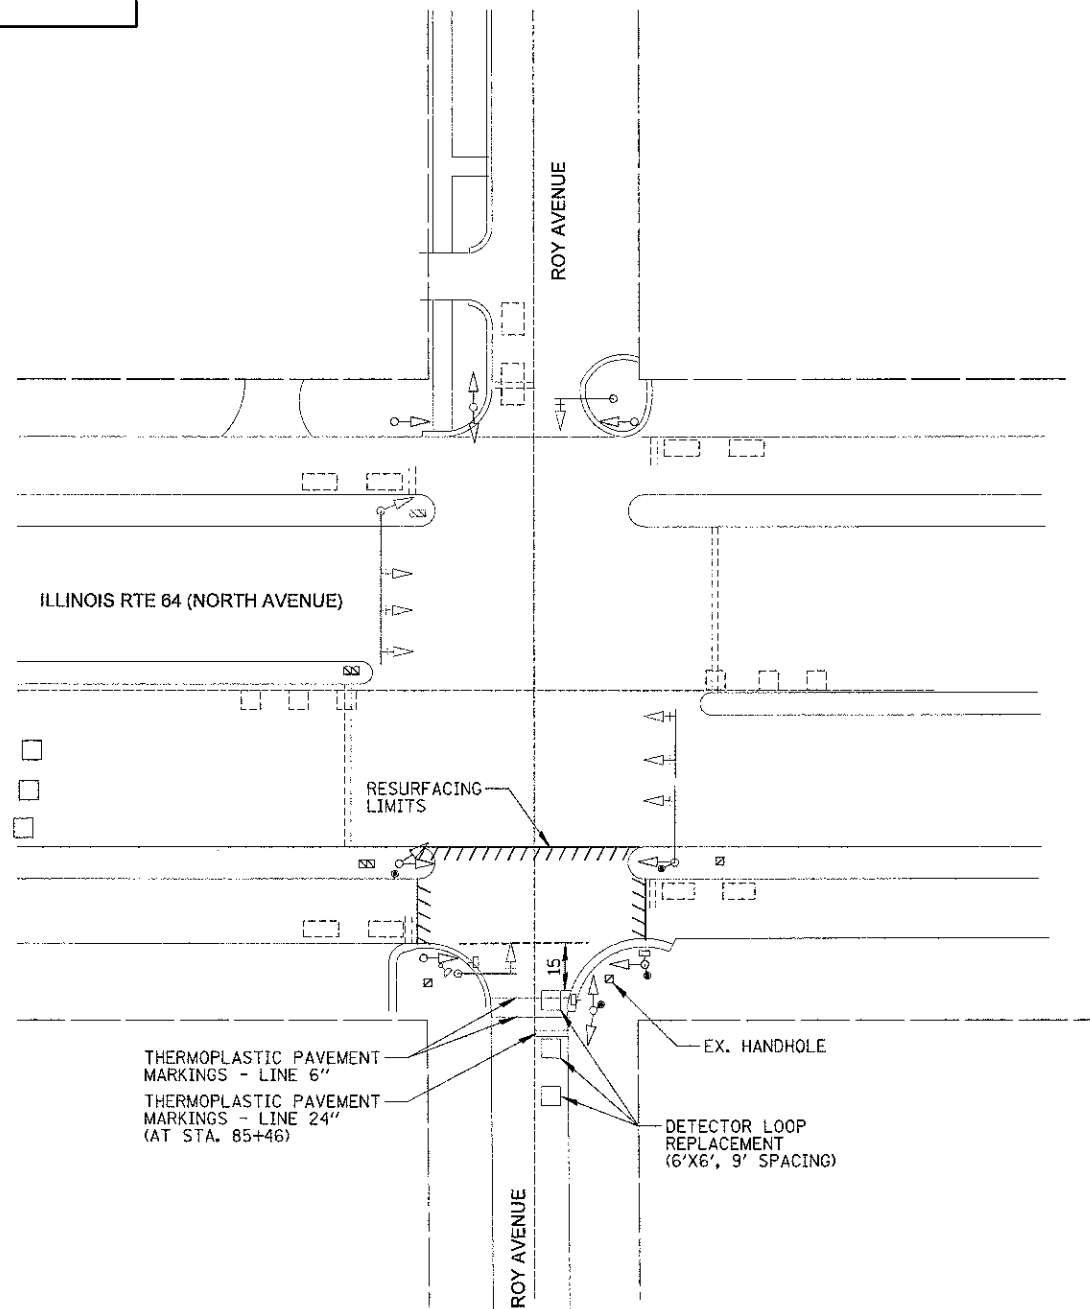 ROY AVENUE
ILLINOIS RTE 64 (NORTH AVENUE)
RESURFACING
LIMITS
15
EX. HANDHOLE
THERMOPLASTIC PAVEMENT
MARKINGS - LINE 6"
THERMOPLASTIC PAVEMENT
MARKINGS - LINE 24"
(AT STA. 85+46)
DETECTOR LOOP
REPLACEMENT
(6'X6', 9' SPACING)
ROY AVENUE